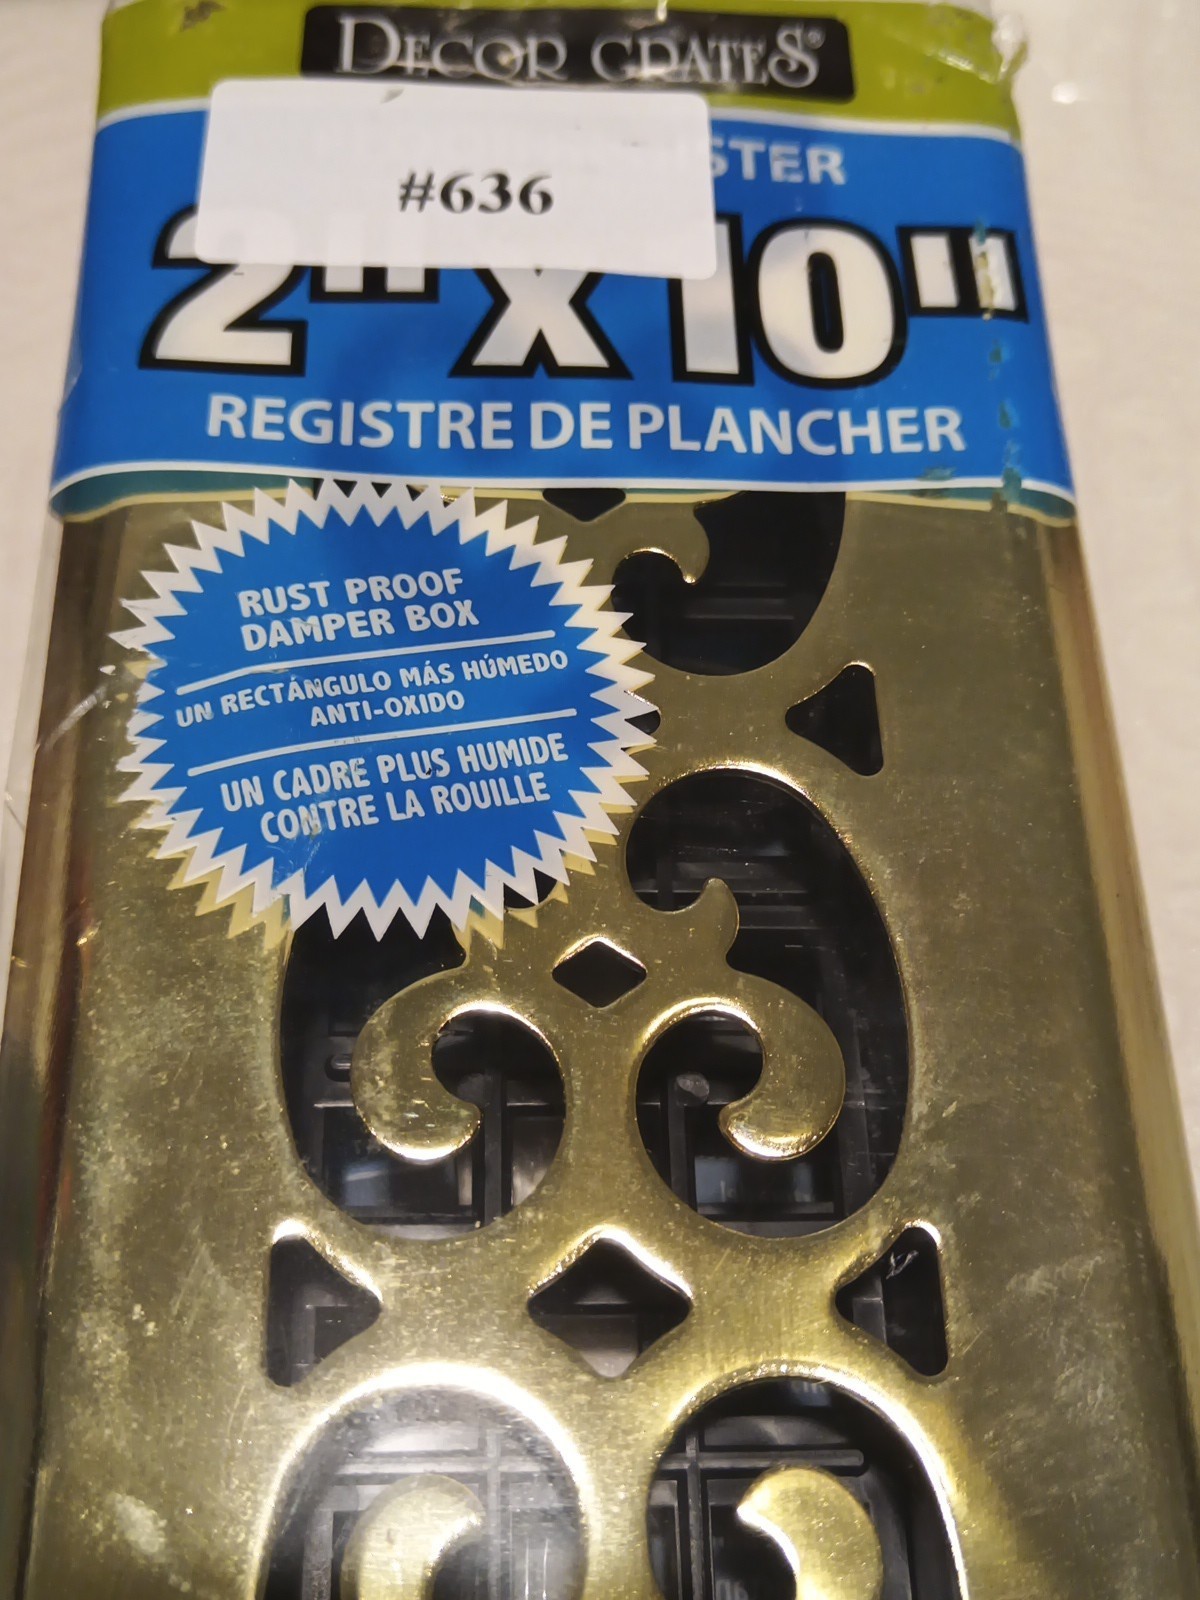 DECOR GRATES®
#636
2" X 10"
REGISTRE DE PLANCHER
RUST PROOF
DAMPER BOX
UN RECTÁNGULO MÁS HÚMEDO
ANTI-OXIDO
UN CADRE PLUS HUMIDE
CONTRE LA ROUILLE